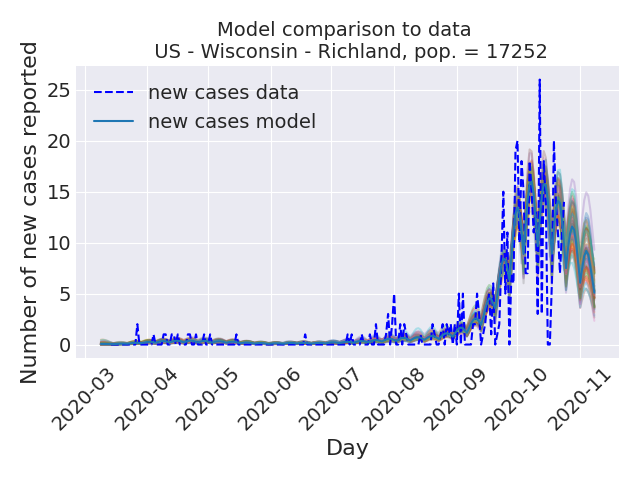 Model comparison to data
US - Wisconsin - Richland, pop. = 17252
Number of new cases reported
25
20
15
10
5
0
new cases data
new cases model
2020-03
2020-04
2020-05
2020-06
2020-07
2020-08
2020-09
2020-10
2020-11
Day